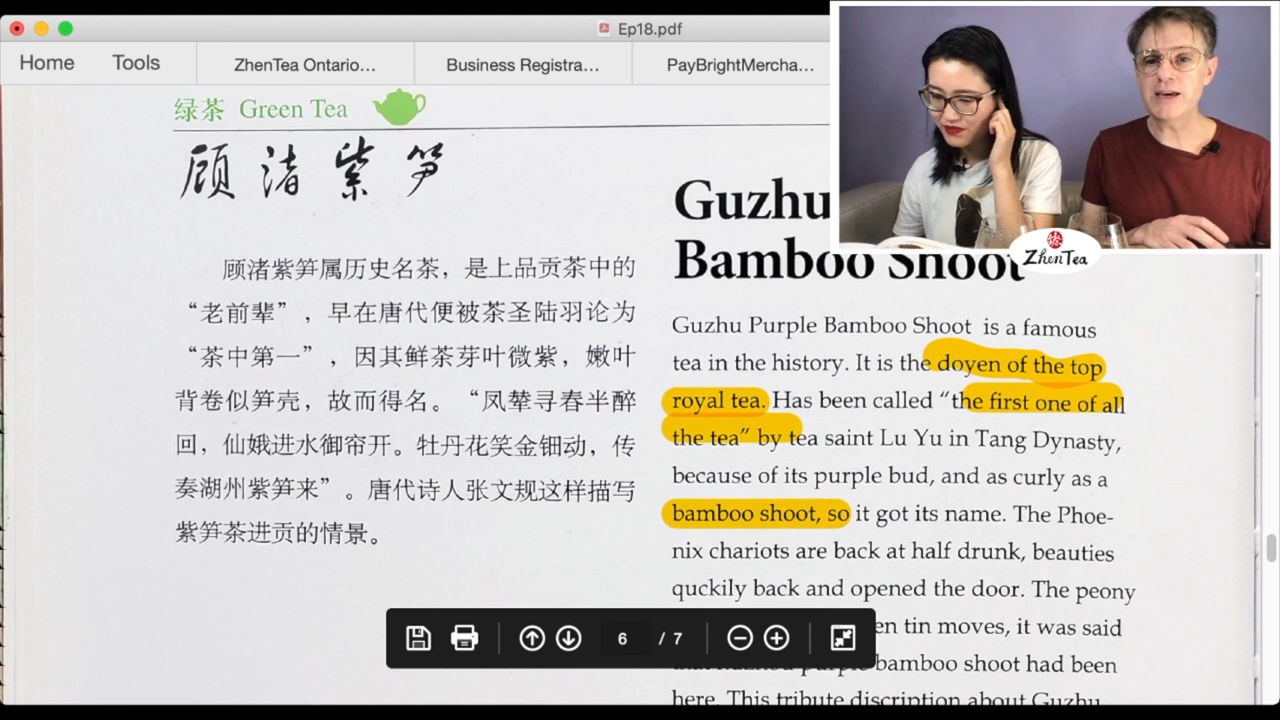 Ep18.pdf
Home
Tools
ZhenTea Ontario...
Business Registra...
PayBrightMercha...
绿茶 Green Tea
顾渚紫笋
顾渚紫笋属历史名茶，是上品贡茶中的
“老前辈”，早在唐代便被茶圣陆羽论为
“茶中第一”，因其鲜茶芽叶微紫，嫩叶
背卷似笋壳，故而得名。“凤辇寻春半醉
回，仙娥进水御帘开。牡丹花笑金钿动，传
奏湖州紫笋来”。唐代诗人张文规这样描写
紫笋茶进贡的情景。
Guzhu
Bamboo Shoot
Guzhu Purple Bamboo Shoot is a famous
tea in the history. It is the doyen of the top
royal tea. Has been called “the first one of all
the tea” by tea saint Lu Yu in Tang Dynasty,
because of its purple bud, and as curly as a
bamboo shoot, so it got its name. The Phoe-
nix chariots are back at half drunk, beauties
quckily back and opened the door. The peony
tin moves, it was said
purple bamboo shoot had been
here. This tribute discription about Guzhu
ZhenTea
6 / 7